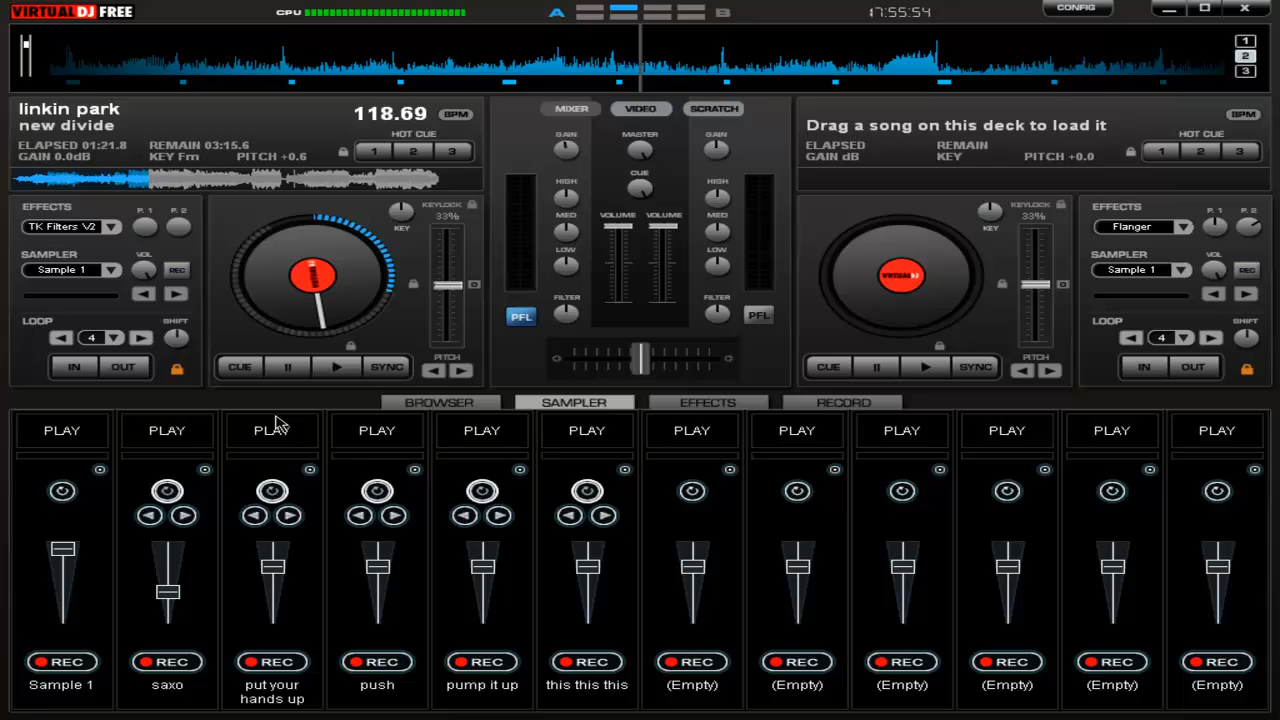 VIRTUAL DJ FREE
CPU
A
B
17:55:54
CONFIG
1
2
3
linkin park
new divide
118.69 BPM
ELAPSED 01:21.8 REMAIN 03:15.6
GAIN 0.0dB KEY Fm PITCH +0.6
HOT CUE
1 2 3
MIXER VIDEO SCRATCH
Drag a song on this deck to load it
BPM
ELAPSED REMAIN
GAIN dB KEY PITCH +0.0
HOT CUE
1 2 3
EFFECTS P. 1 P. 2
TK Filters V2
SAMPLER VOL
Sample 1 REC
LOOP SHIFT
4
IN OUT
KEY
KEYLOCK
33%
CUE SYNC
PITCH
GAIN MASTER GAIN
HIGH CUE HIGH
MED VOLUME VOLUME MED
LOW LOW
FILTER FILTER
PFL PFL
VIRTUAL DJ
KEY
KEYLOCK
33%
CUE SYNC
PITCH
EFFECTS P. 1 P. 2
Flanger
SAMPLER VOL
Sample 1 REC
LOOP SHIFT
4
IN OUT
BROWSER SAMPLER EFFECTS RECORD
PLAY PLAY PLAY PLAY PLAY PLAY PLAY PLAY PLAY PLAY PLAY PLAY
REC REC REC REC REC REC REC REC REC REC REC REC
Sample 1 saxo put your push pump it up this this this (Empty) (Empty) (Empty) (Empty) (Empty) (Empty)
hands up